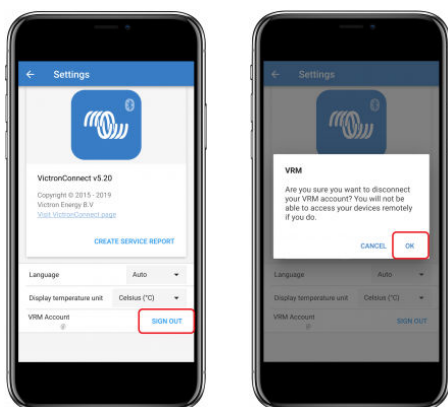 Settings
VictronConnect v5.20
Copyright © 2015 - 2019
Victron Energy B.V
Visit VictronConnect page
CREATE SERVICE REPORT
Language Auto
Display temperature unit Celsius (°C)
VRM Account SIGN OUT
@
Settings
VRM
Are you sure you want to disconnect
your VRM account? You will not be
able to access your devices remotely
if you do.
CANCEL OK
Language Auto
Display temperature unit Celsius (°C)
VRM Account SIGN OUT
@